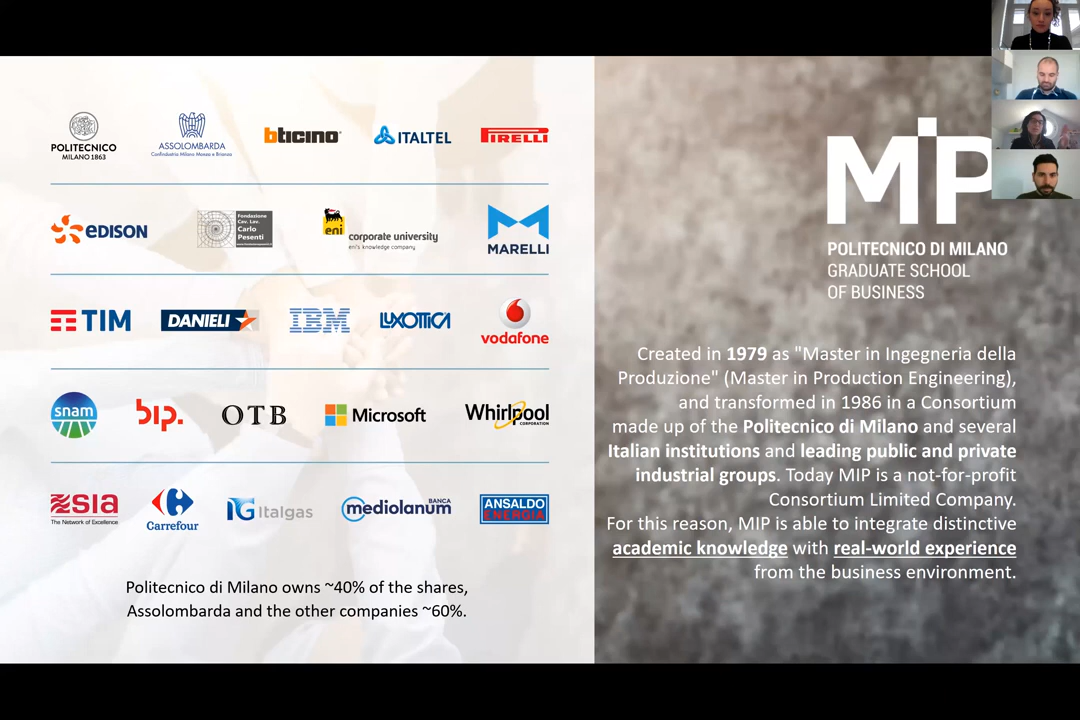 POLITECNICO
MILANO 1863
ASSOLOMBARDA
Confindustria Milano Monza e Brianza
bticino
ITALTEL
PIRELLI
EDISON
Fondazione
Cav. Lav.
Carlo
Pesenti
eni
corporate university
eni's knowledge company
MARELLI
TIM
DANIELI
IBM
LUXOTTICA
vodafone
snam
bip.
OTB
Microsoft
Whirlpool
CORPORATION
sia
The Network of Excellence
Carrefour
IG Italgas
BANCA
mediolanum
ANSALDO
ENERGIA
Politecnico di Milano owns ~40% of the shares,
Assolombarda and the other companies ~60%.
MIP
POLITECNICO DI MILANO
GRADUATE SCHOOL
OF BUSINESS
Created in 1979 as "Master in Ingegneria della
Produzione" (Master in Production Engineering),
and transformed in 1986 in a Consortium
made up of the Politecnico di Milano and several
Italian institutions and leading public and private
industrial groups. Today MIP is a not-for-profit
Consortium Limited Company.
For this reason, MIP is able to integrate distinctive
academic knowledge with real-world experience
from the business environment.